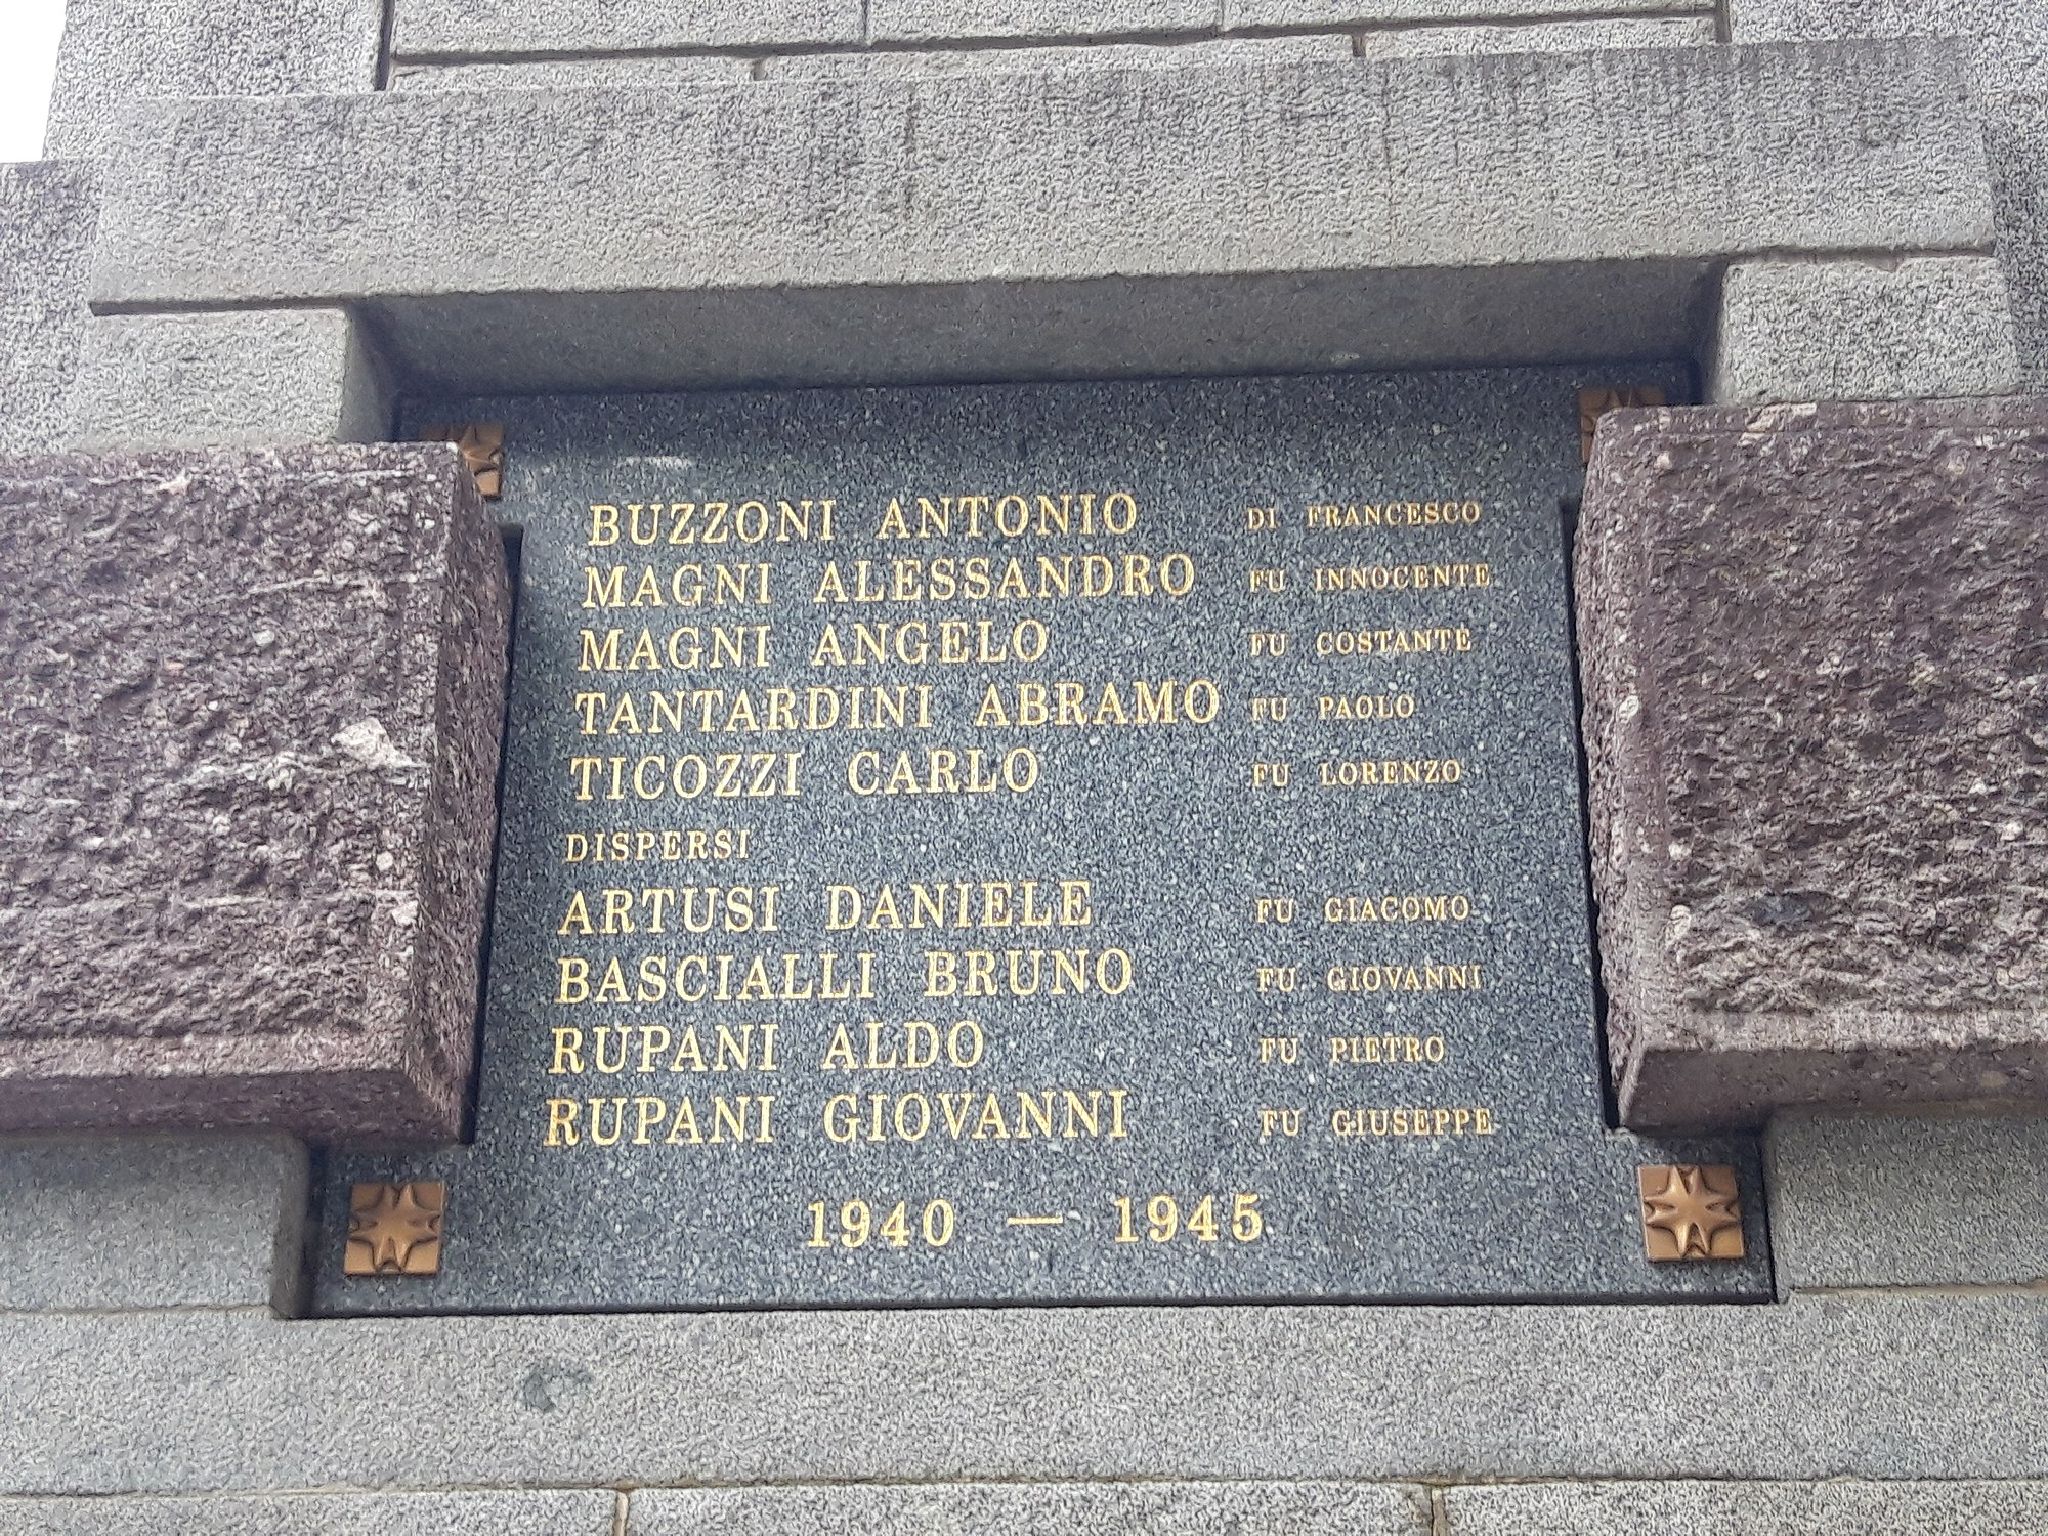 BUZZONI ANTONIO DI FRANCESCO
MAGNI ALESSANDRO FU INNOCENTE
MAGNI ANGELO FU COSTANTE
TANTARDINI ABRAMO FU PAOLO
TICOZZI CARLO FU LORENZO
DISPERSI
ARTUSI DANIELE FU GIACOMO
BASCIALLI BRUNO FU GIOVANNI
RUPANI ALDO FU PIETRO
RUPANI GIOVANNI FU GIUSEPPE
1940 — 1945